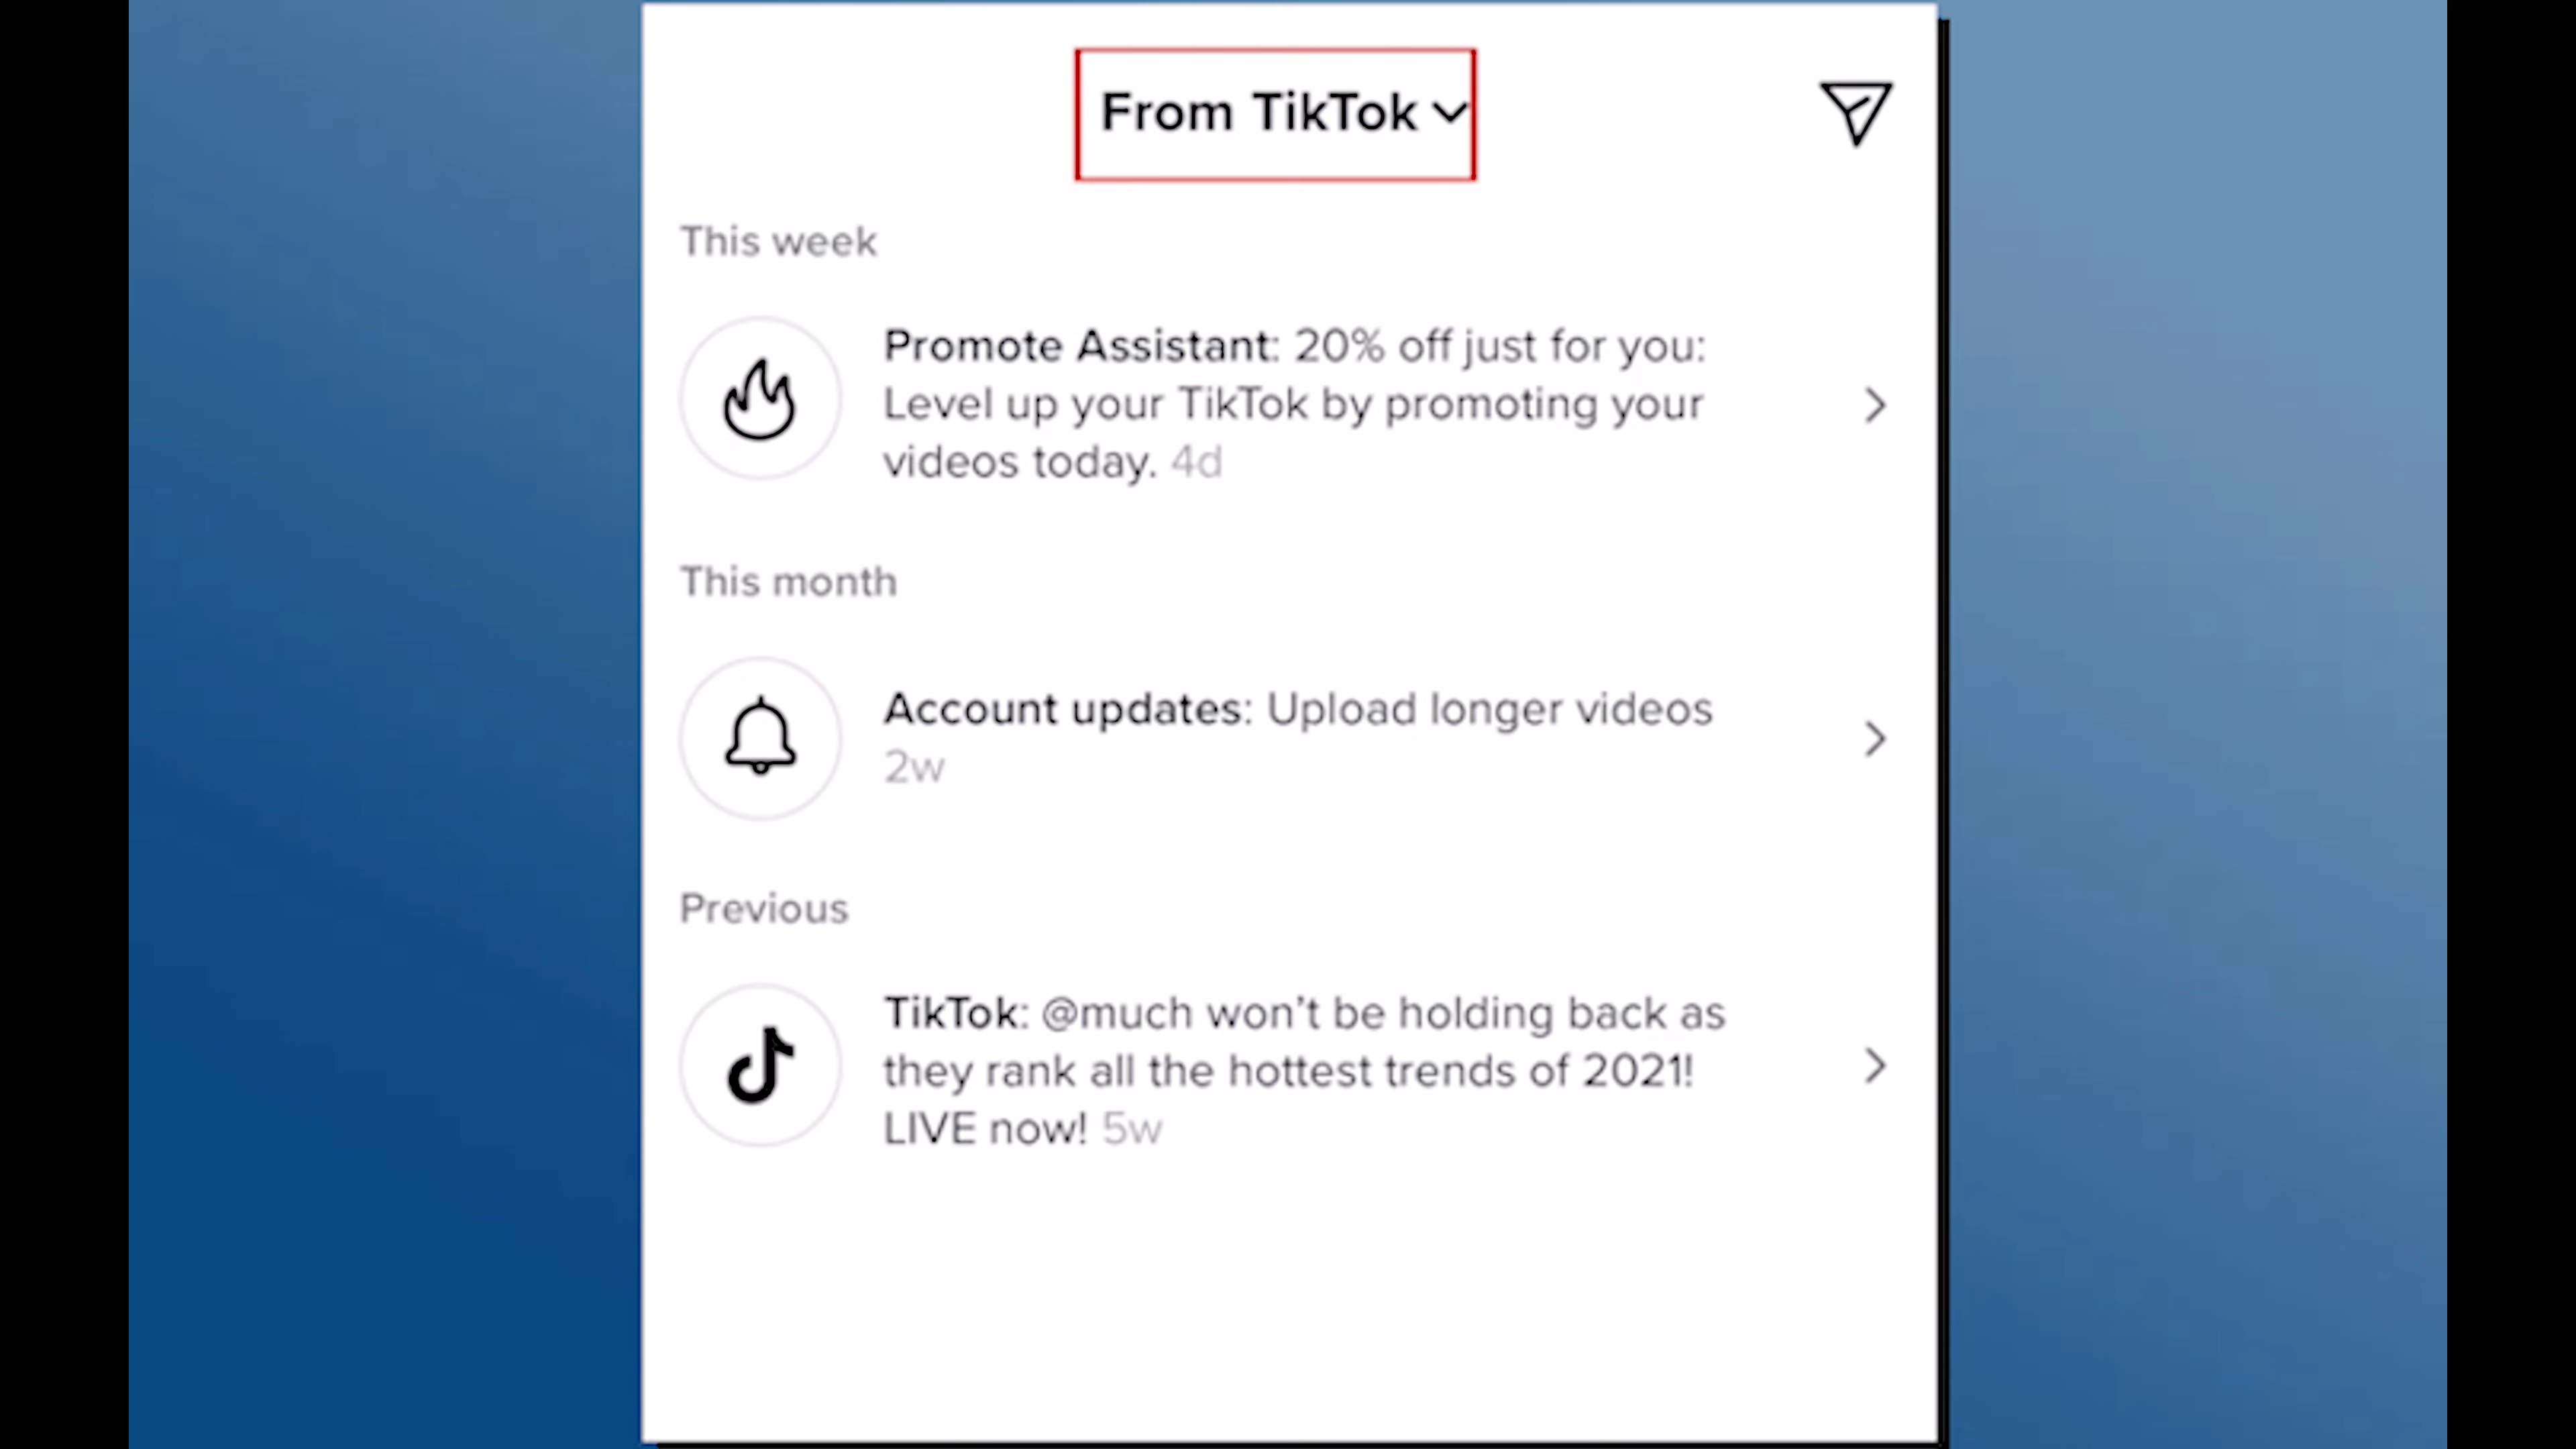 From TikTok
This week
Promote Assistant: 20% off just for you:
Level up your TikTok by promoting your
videos today. 4d
This month
Account updates: Upload longer videos
2w
Previous
TikTok: @much won’t be holding back as
they rank all the hottest trends of 2021!
LIVE now! 5w